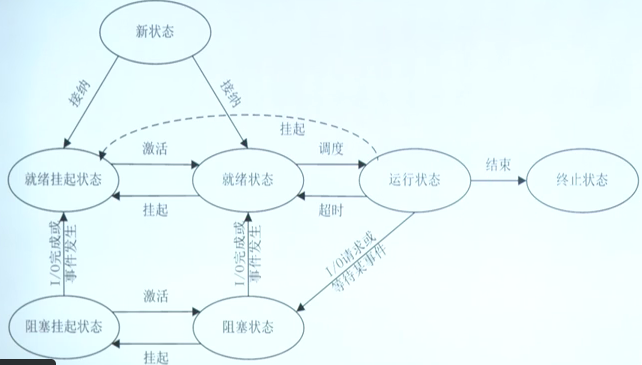 新状态
接纳
接纳
挂起
激活
调度
就绪挂起状态
就绪状态
运行状态
结束
终止状态
挂起
超时
I/O完成或
事件发生
I/O完成或
事件发生
I/O请求或
等待某事件
激活
阻塞挂起状态
阻塞状态
挂起